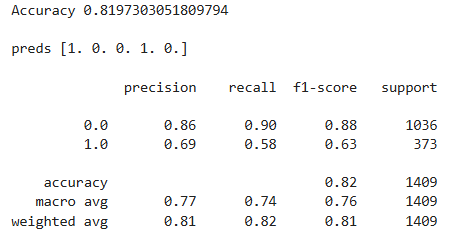 Accuracy 0.8197303051809794
preds [1. 0. 0. 1. 0.]
precision recall f1-score support
0.0 0.86 0.90 0.88 1036
1.0 0.69 0.58 0.63 373
accuracy 0.82 1409
macro avg 0.77 0.74 0.76 1409
weighted avg 0.81 0.82 0.81 1409